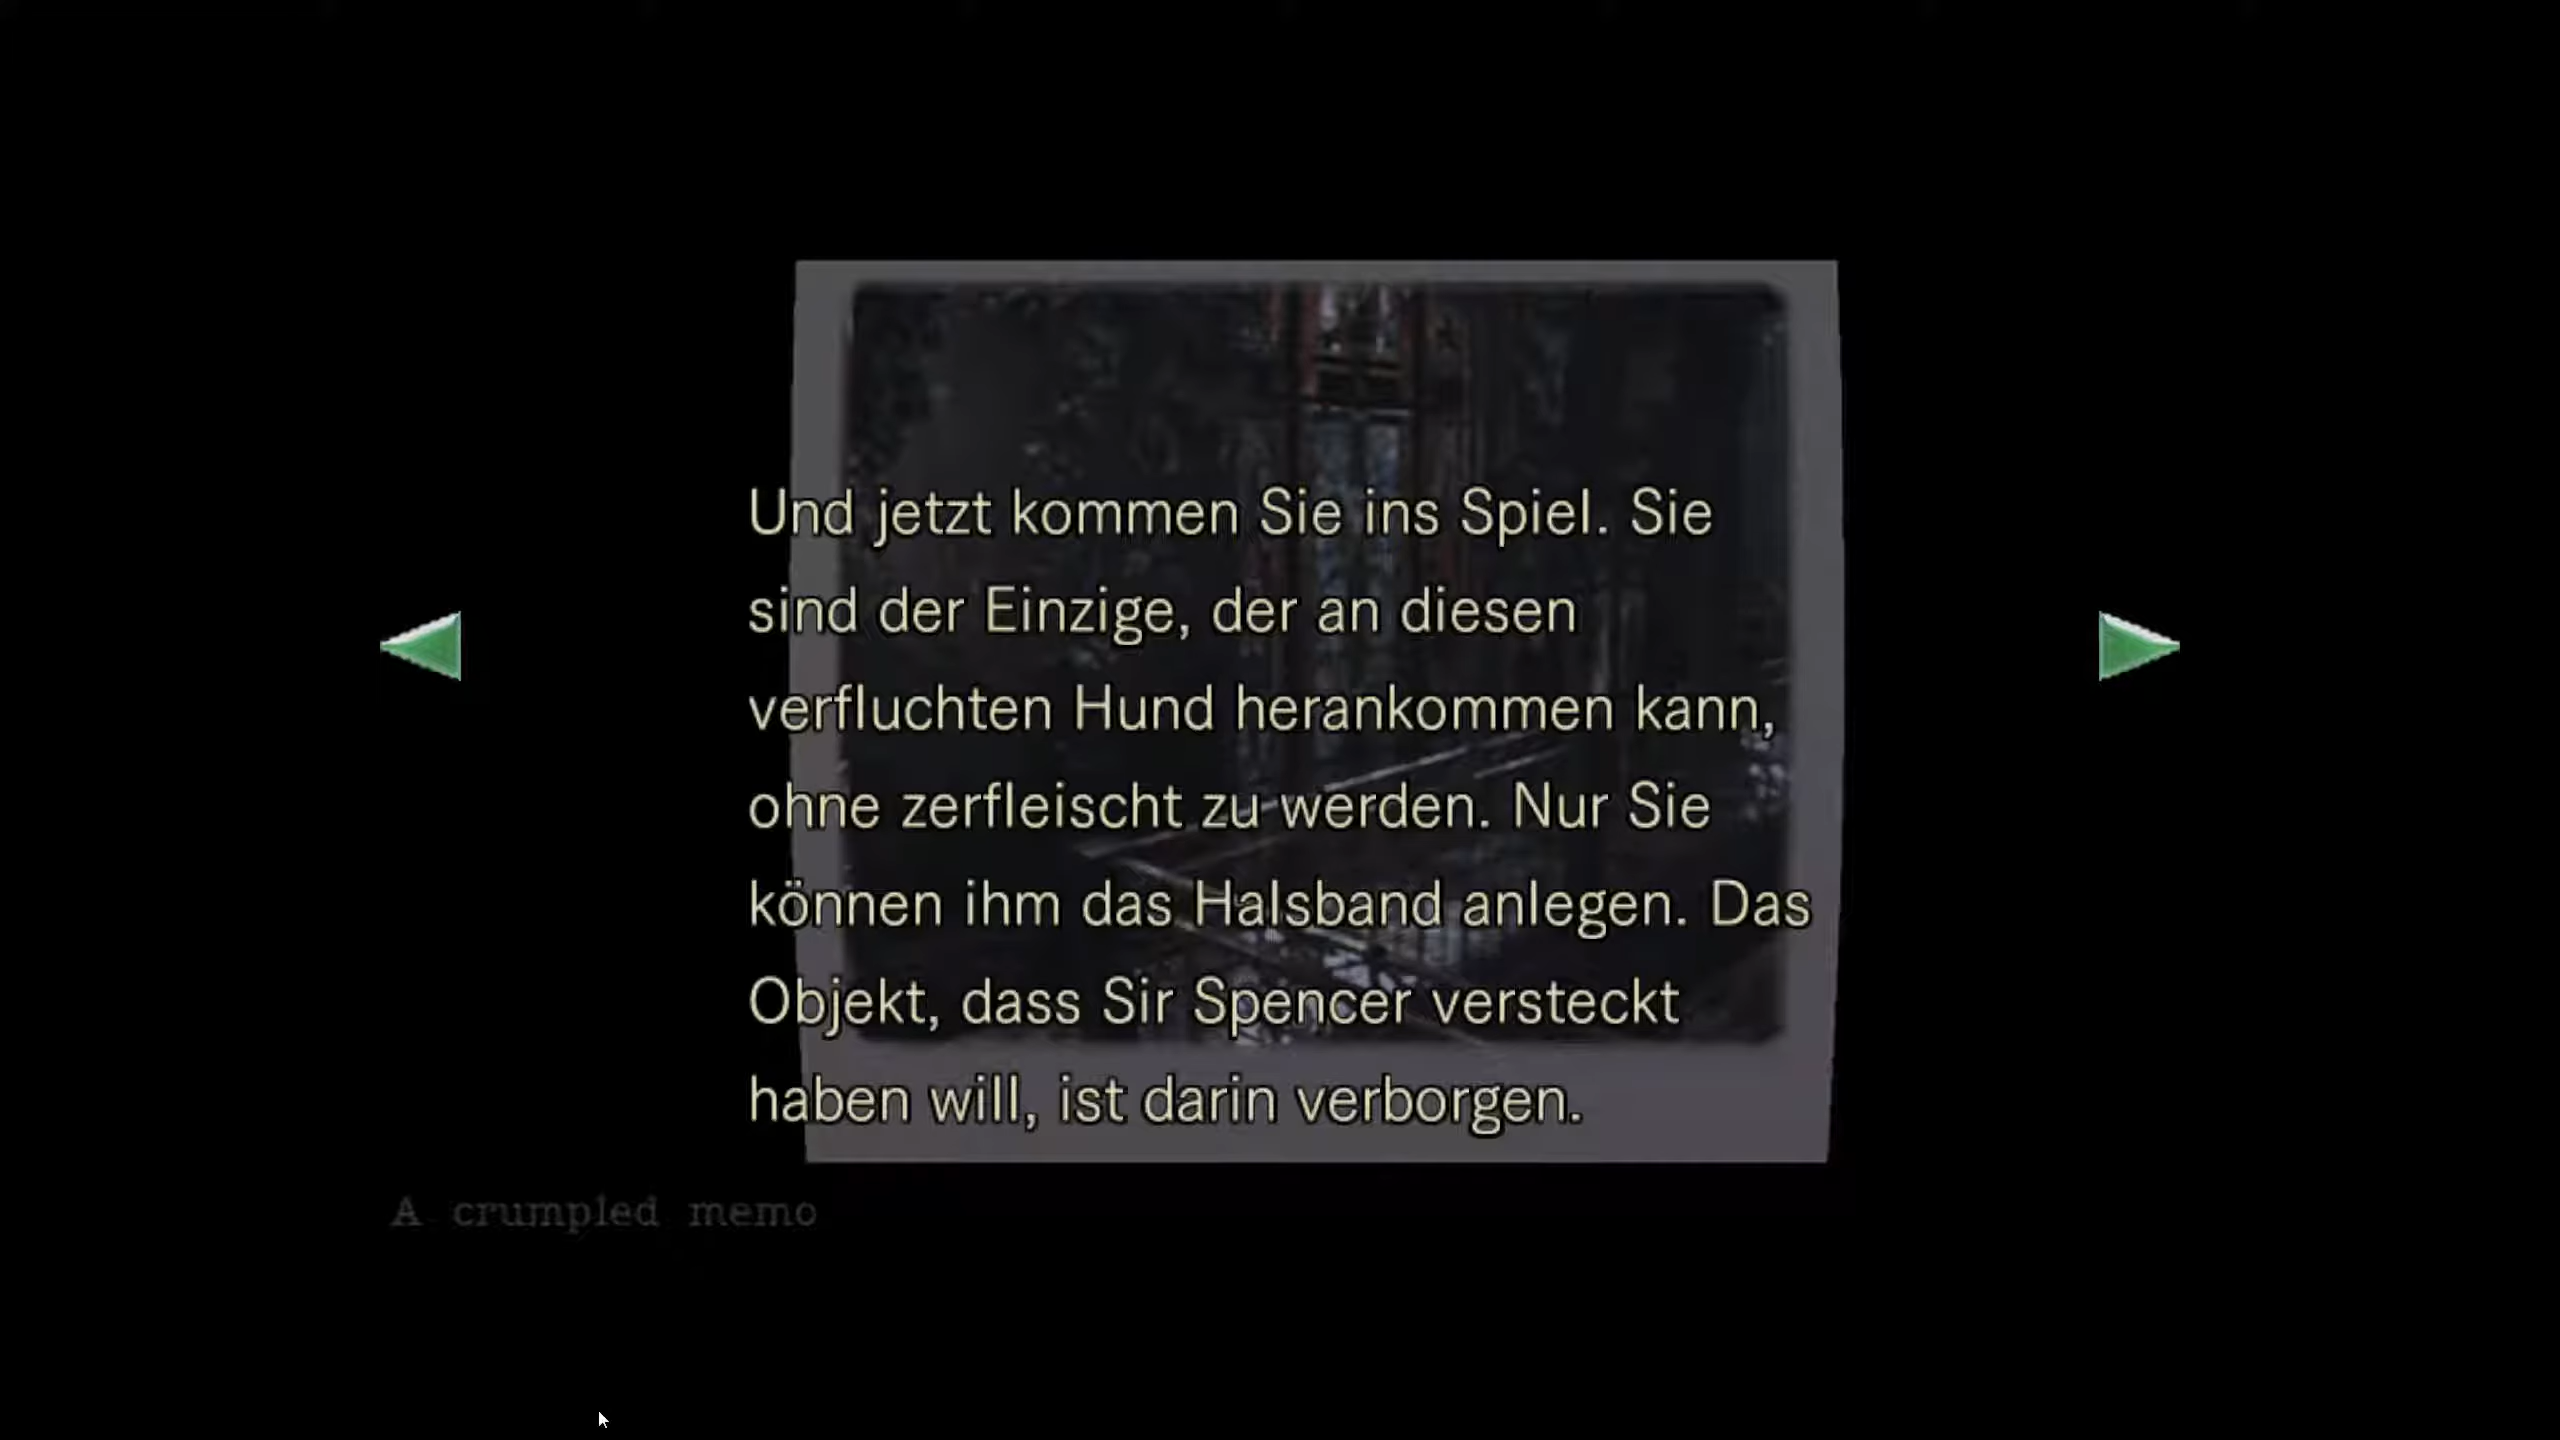 Und jetzt kommen Sie ins Spiel. Sie
sind der Einzige, der an diesen
verfluchten Hund herankommen kann,
ohne zerfleischt zu werden. Nur Sie
können ihm das Halsband anlegen. Das
Objekt, dass Sir Spencer versteckt
haben will, ist darin verborgen.
A crumpled memo